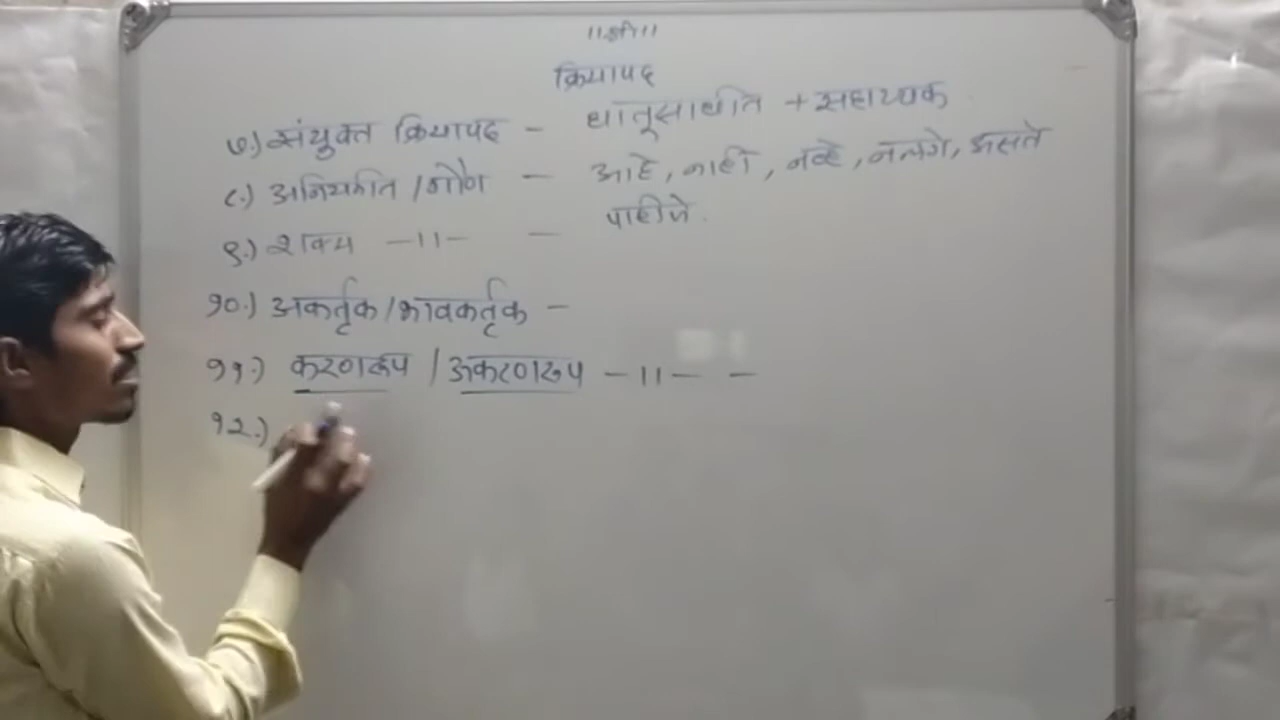 ||श्री||
क्रियापद
७.) संयुक्त क्रियापद - धातूसाधीत + सहाय्यक
८.) अनियमीत / गौण - आहे, नाही, नव्हे, नलगे, असते
पाहीजे.
९.) शक्य -॥- -
१०.) अकर्तृक / भावकर्तृक -
११.) करणरूप / अकरणरूप -॥- -
१२.)